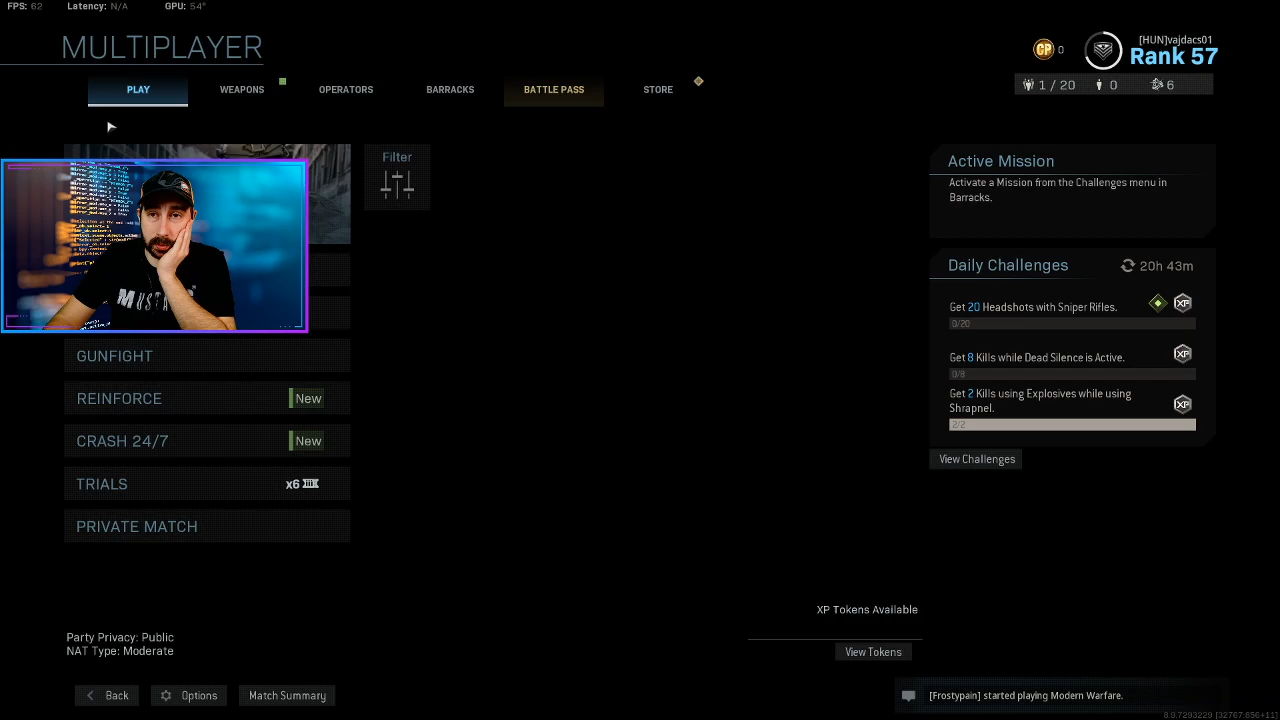 FPS: 62 Latency: N/A GPU: 54°
MULTIPLAYER
GP 0
[HUN]vajdacs01
Rank 57
1 / 20 0 6
PLAY WEAPONS OPERATORS BARRACKS BATTLE PASS STORE
Filter
GUNFIGHT
REINFORCE New
CRASH 24/7 New
TRIALS x6
PRIVATE MATCH
Active Mission
Activate a Mission from the Challenges menu in
Barracks.
Daily Challenges 20h 43m
Get 20 Headshots with Sniper Rifles. XP
0/20
Get 8 Kills while Dead Silence is Active. XP
0/8
Get 2 Kills using Explosives while using
Shrapnel. XP
2/2
View Challenges
XP Tokens Available
View Tokens
Party Privacy: Public
NAT Type: Moderate
Back Options Match Summary
[Frostypain] started playing Modern Warfare.